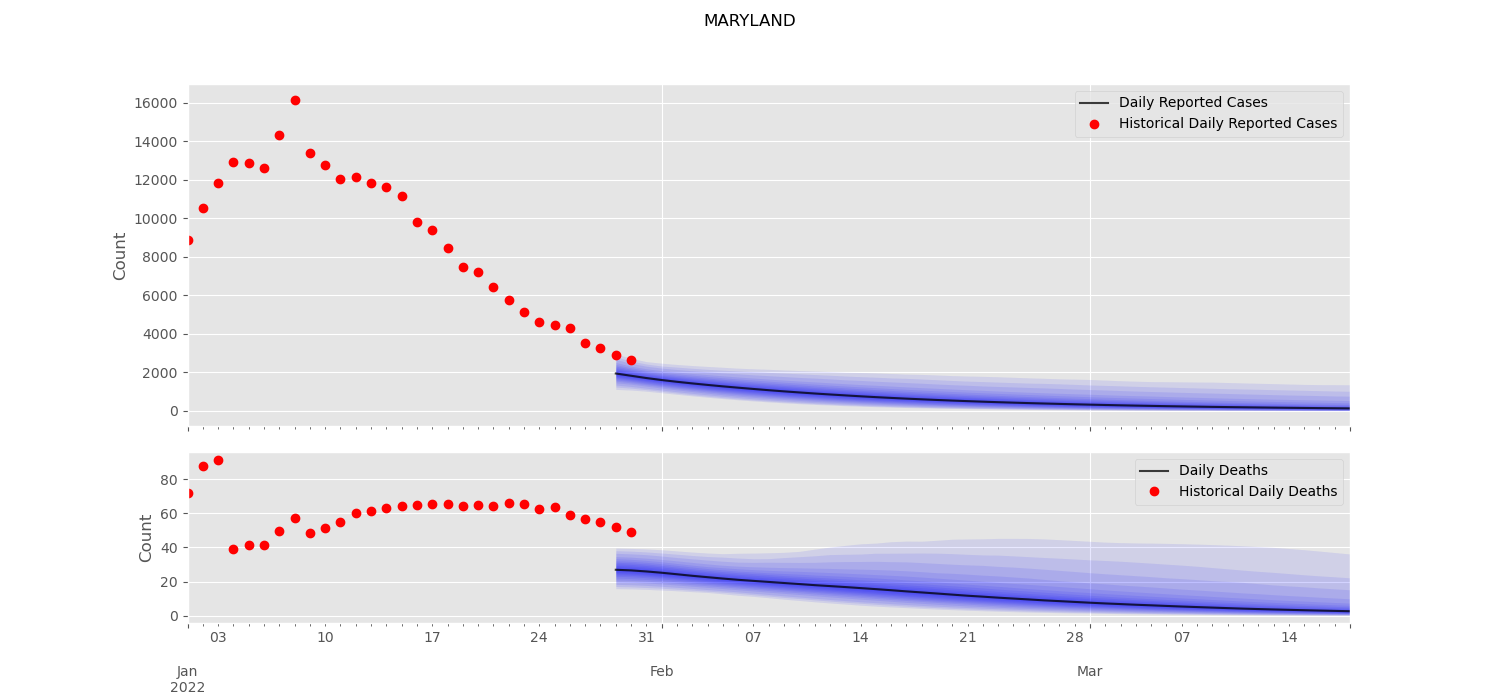 MARYLAND
Daily Reported Cases
Historical Daily Reported Cases
16000
14000
12000
10000
8000
6000
4000
2000
0
Count
Daily Deaths
Historical Daily Deaths
80
60
40
20
0
Count
03 10 17 24 31 07 14 21 28 07 14
Jan Feb Mar
2022